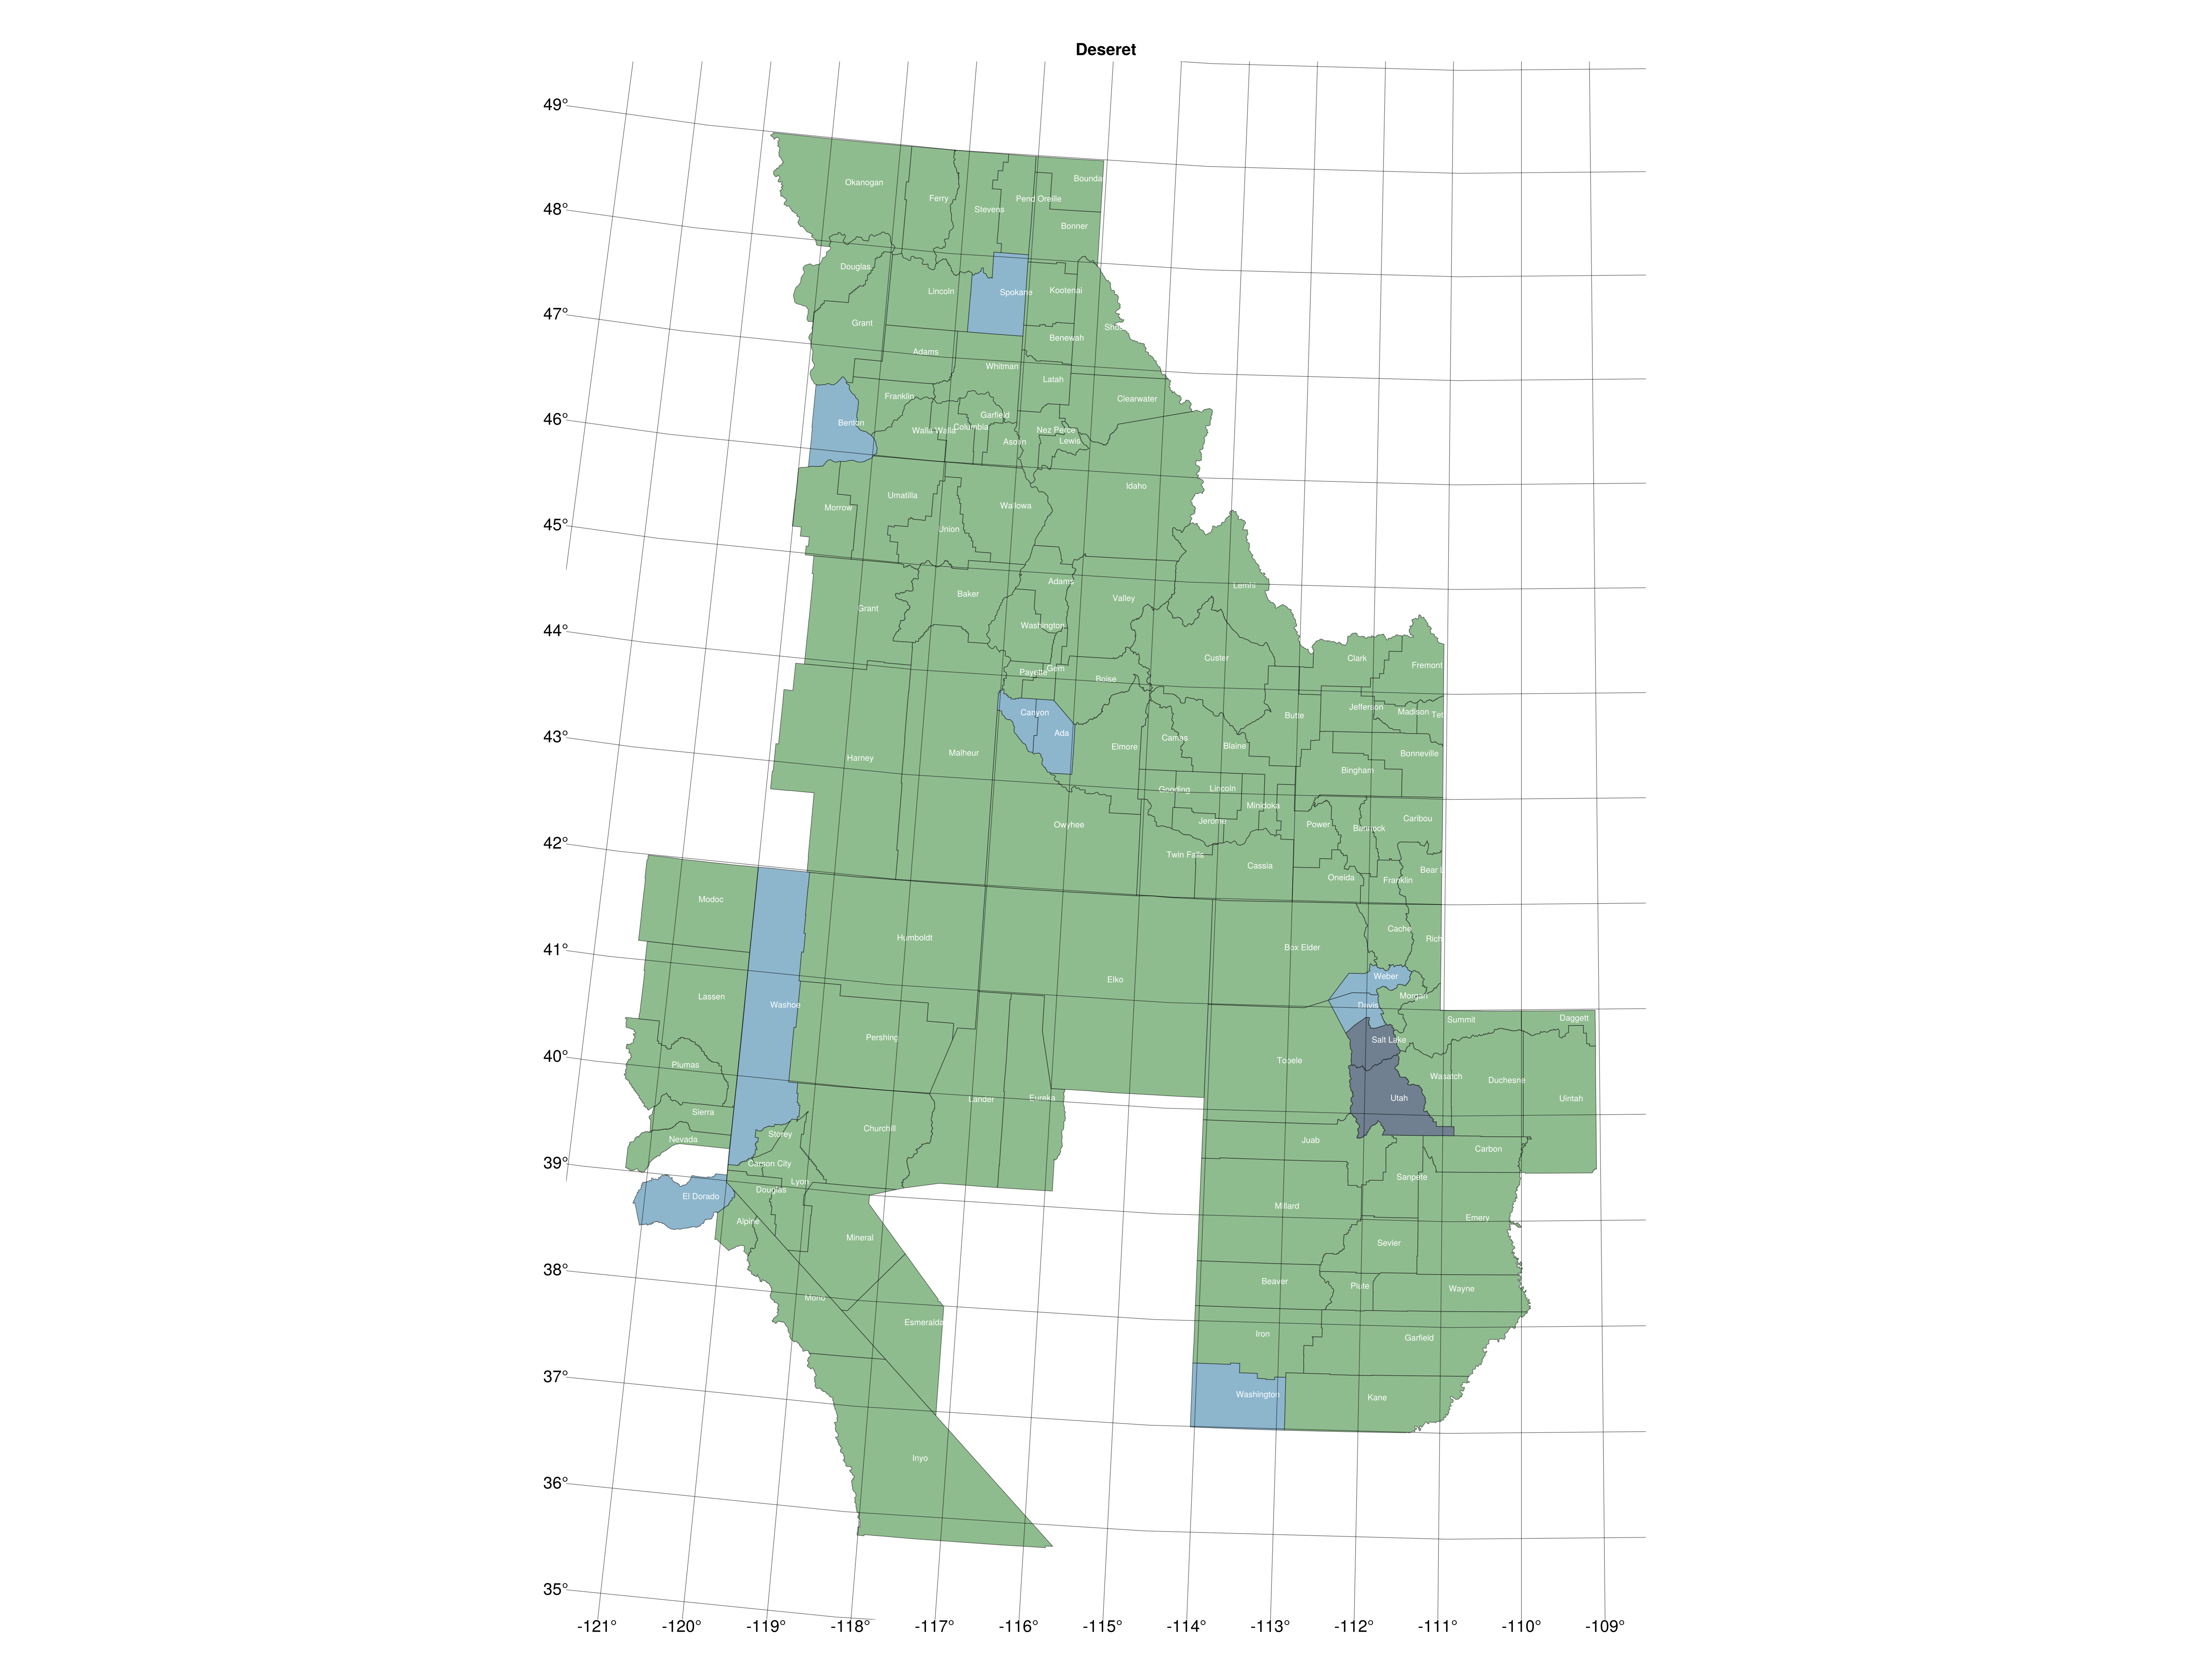 Deseret
49°
Okanogan
Bounda
Ferry
Pend Oreille
48°
Stevens
Bonner
Douglas
Lincoln
Spokane
Kootenai
47°
Grant
Sho
Benewah
Adams
Whitman
Latah
Franklin
Clearwater
46°
Benton
Garfield
Walla Walla
Columbia
Nez Perce
Asotin
Lewis
Idaho
Umatilla
Morrow
Wallowa
45°
Union
Adams
Lemhi
Baker
Valley
Grant
44°
Washington
Custer
Clark
Fremont
Payette
Gem
Boise
Canyon
Butte
Jefferson
Madison
Tet
43°
Ada
Camas
Harney
Malheur
Elmore
Blaine
Bonneville
Bingham
Gooding
Lincoln
Minidoka
Owyhee
Jerome
Power
Bannock
Caribou
42°
Twin Falls
Cassia
Oneida
Franklin
Bear L
Modoc
Humboldt
Cache
Rich
41°
Box Elder
Elko
Weber
Lassen
Washoe
Davis
Morgan
Summit
Daggett
Pershing
Salt Lake
40°
Plumas
Tooele
Wasatch
Duchesne
Sierra
Lander
Eureka
Utah
Uintah
Nevada
Storey
Churchill
Juab
Carbon
39°
Carson City
Lyon
Sanpete
El Dorado
Douglas
Alpine
Millard
Emery
Mineral
Sevier
38°
Mono
Beaver
Piute
Wayne
Esmeralda
Iron
Garfield
37°
Washington
Kane
Inyo
36°
35°
-121°
-120°
-119°
-118°
-117°
-116°
-115°
-114°
-113°
-112°
-111°
-110°
-109°